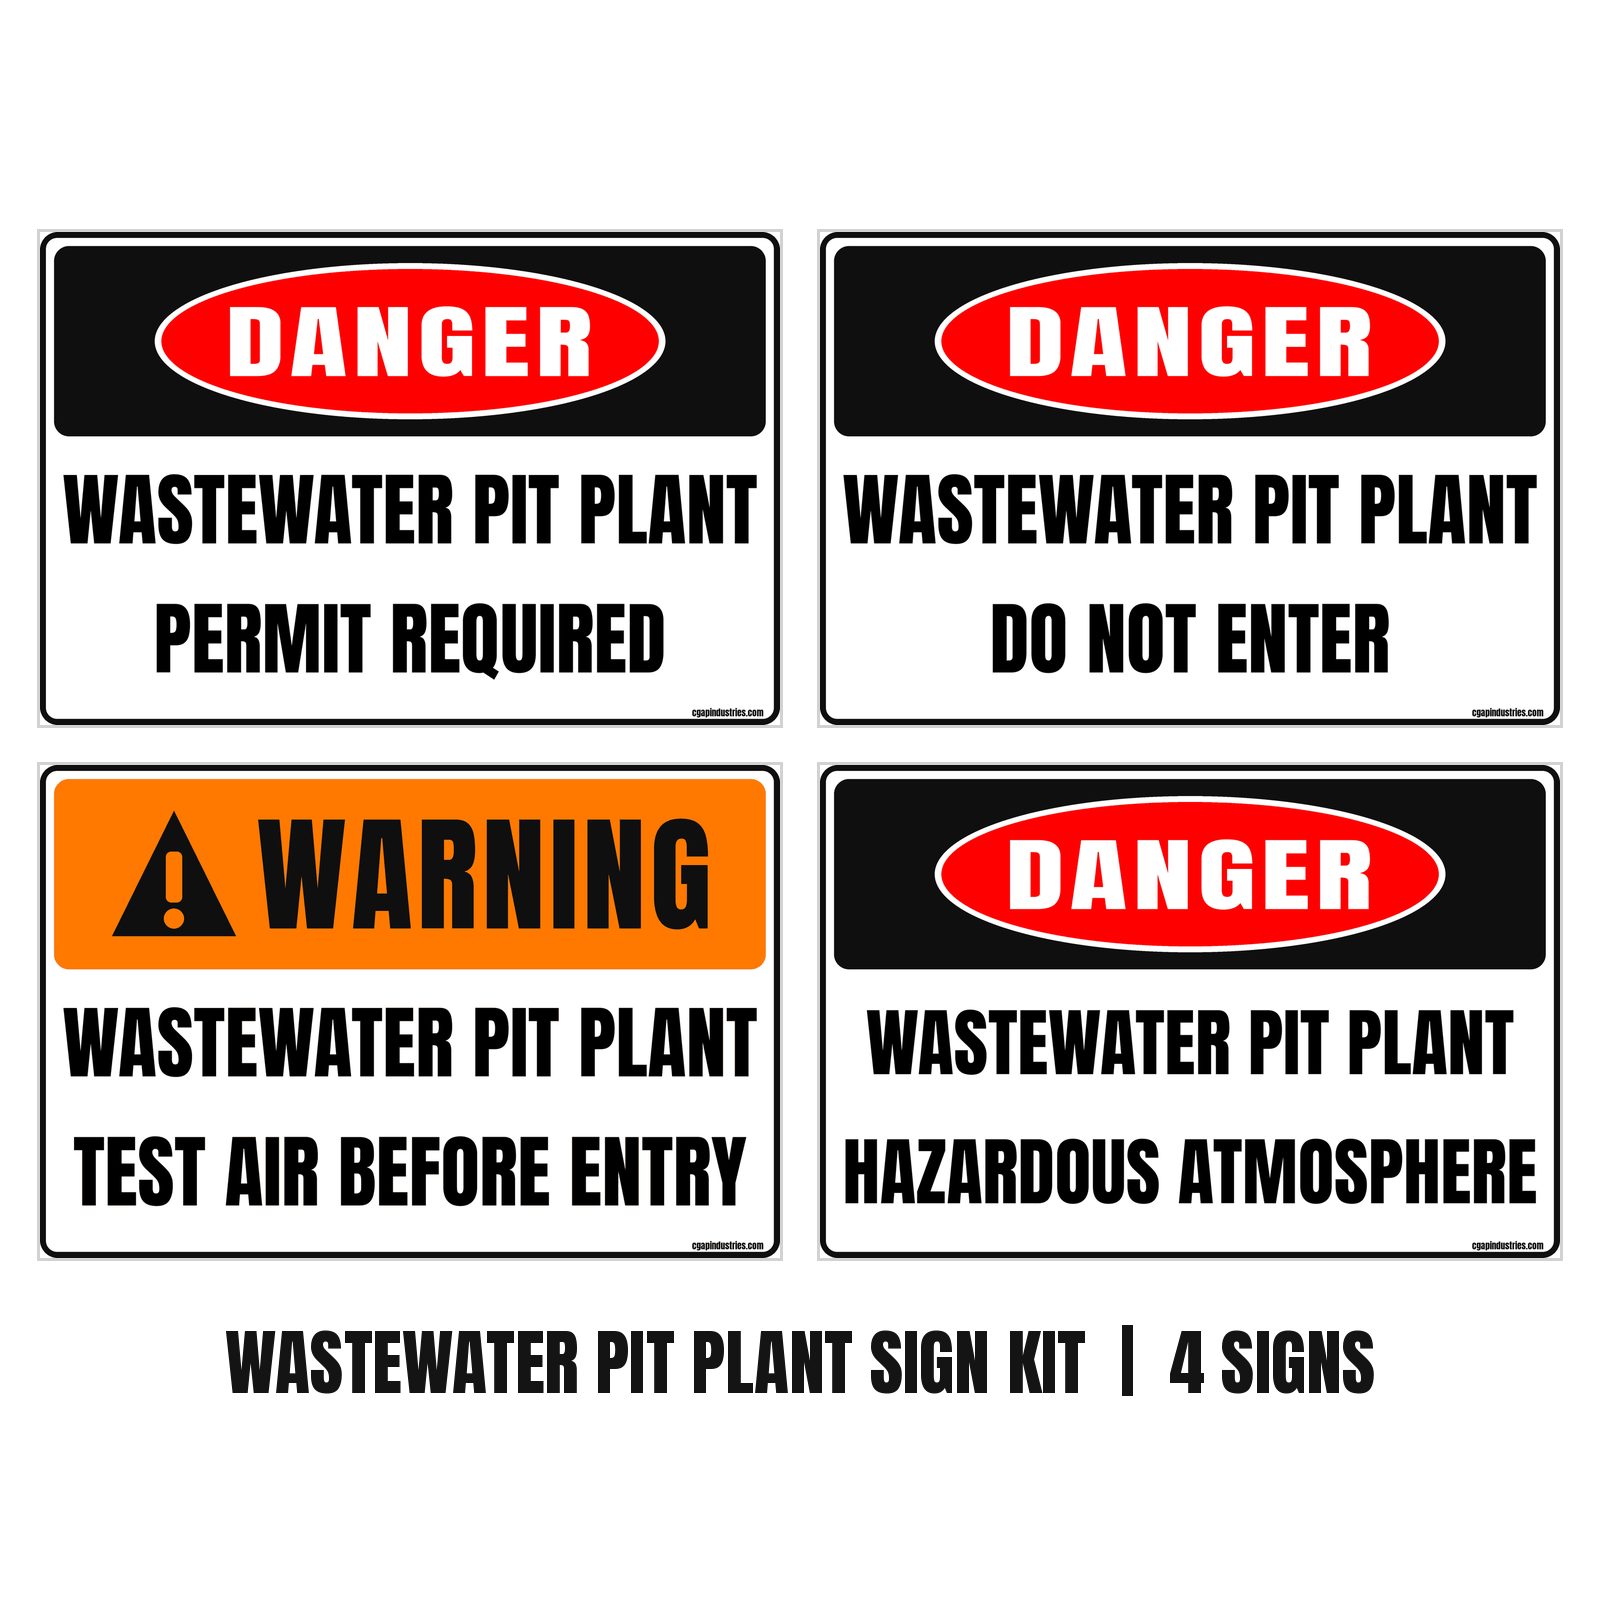 DANGER
WASTEWATER PIT PLANT
PERMIT REQUIRED
cgapindustries.com
DANGER
WASTEWATER PIT PLANT
DO NOT ENTER
cgapindustries.com
WARNING
WASTEWATER PIT PLANT
TEST AIR BEFORE ENTRY
cgapindustries.com
DANGER
WASTEWATER PIT PLANT
HAZARDOUS ATMOSPHERE
cgapindustries.com
WASTEWATER PIT PLANT SIGN KIT | 4 SIGNS